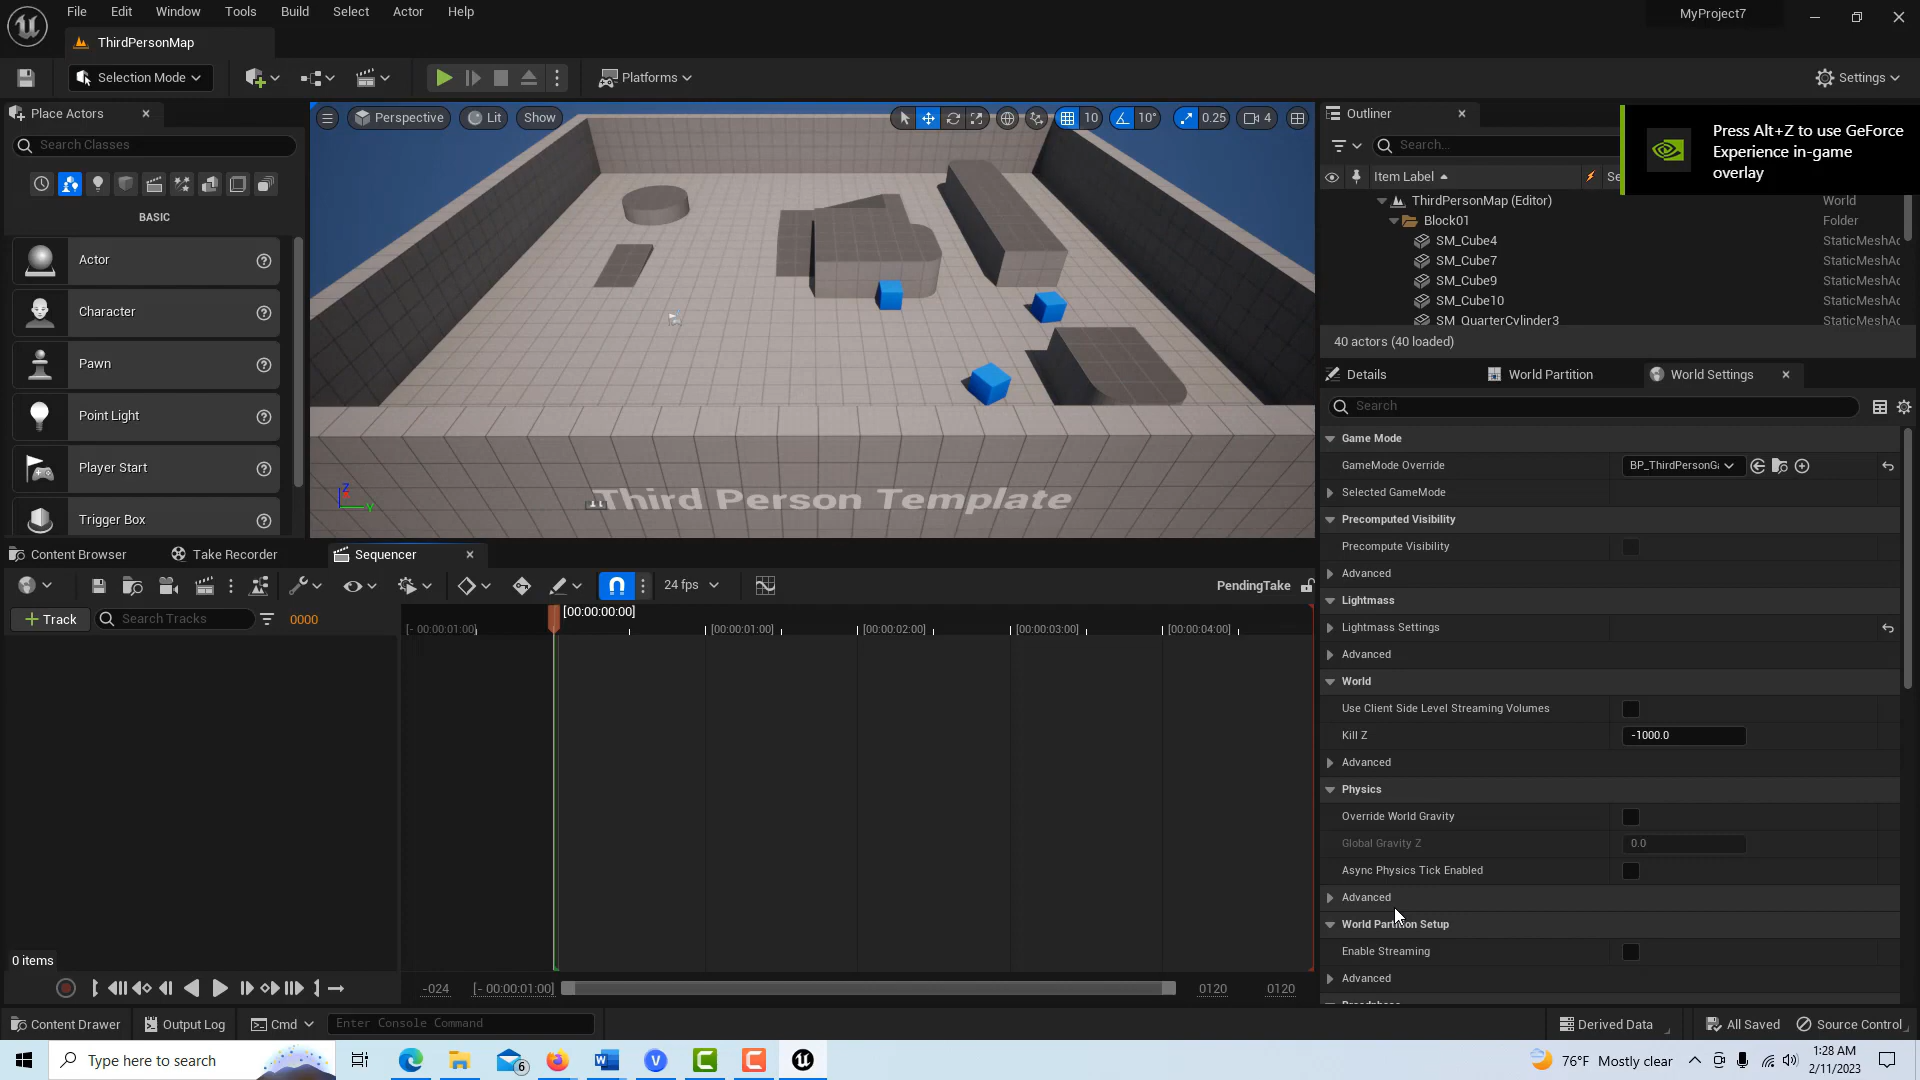 File Edit Window Tools Build Select Actor Help
MyProject7
ThirdPersonMap
Selection Mode
Platforms
Settings
Place Actors
Search Classes
BASIC
Actor
Character
Pawn
Point Light
Player Start
Trigger Box
Perspective
Lit
Show
10
10°
0.25
4
Third Person Template
Z
Y
Outliner
Search...
Press Alt+Z to use GeForce
Experience in-game
overlay
Item Label
ThirdPersonMap (Editor) World
Block01 Folder
SM_Cube4 StaticMeshAc
SM_Cube7 StaticMeshAc
SM_Cube9 StaticMeshAc
SM_Cube10 StaticMeshAc
SM_QuarterCylinder3 StaticMeshAc
40 actors (40 loaded)
Details
World Partition
World Settings
Search
Game Mode
GameMode Override BP_ThirdPersonGa
Selected GameMode
Precomputed Visibility
Precompute Visibility
Advanced
Lightmass
Lightmass Settings
Advanced
World
Use Client Side Level Streaming Volumes
Kill Z -1000.0
Advanced
Physics
Override World Gravity
Global Gravity Z 0.0
Async Physics Tick Enabled
Advanced
World Partition Setup
Enable Streaming
Advanced
Content Browser
Take Recorder
Sequencer
24 fps
PendingTake
Track
Search Tracks
0000
[00:00:00:00]
[- 00:00:01:00]
[00:00:01:00]
[00:00:02:00]
[00:00:03:00]
[00:00:04:00]
0 items
-024
[- 00:00:01:00]
0120
0120
Content Drawer
Output Log
Cmd
Enter Console Command
Derived Data
All Saved
Source Control
Type here to search
6
76°F Mostly clear
1:28 AM
2/11/2023